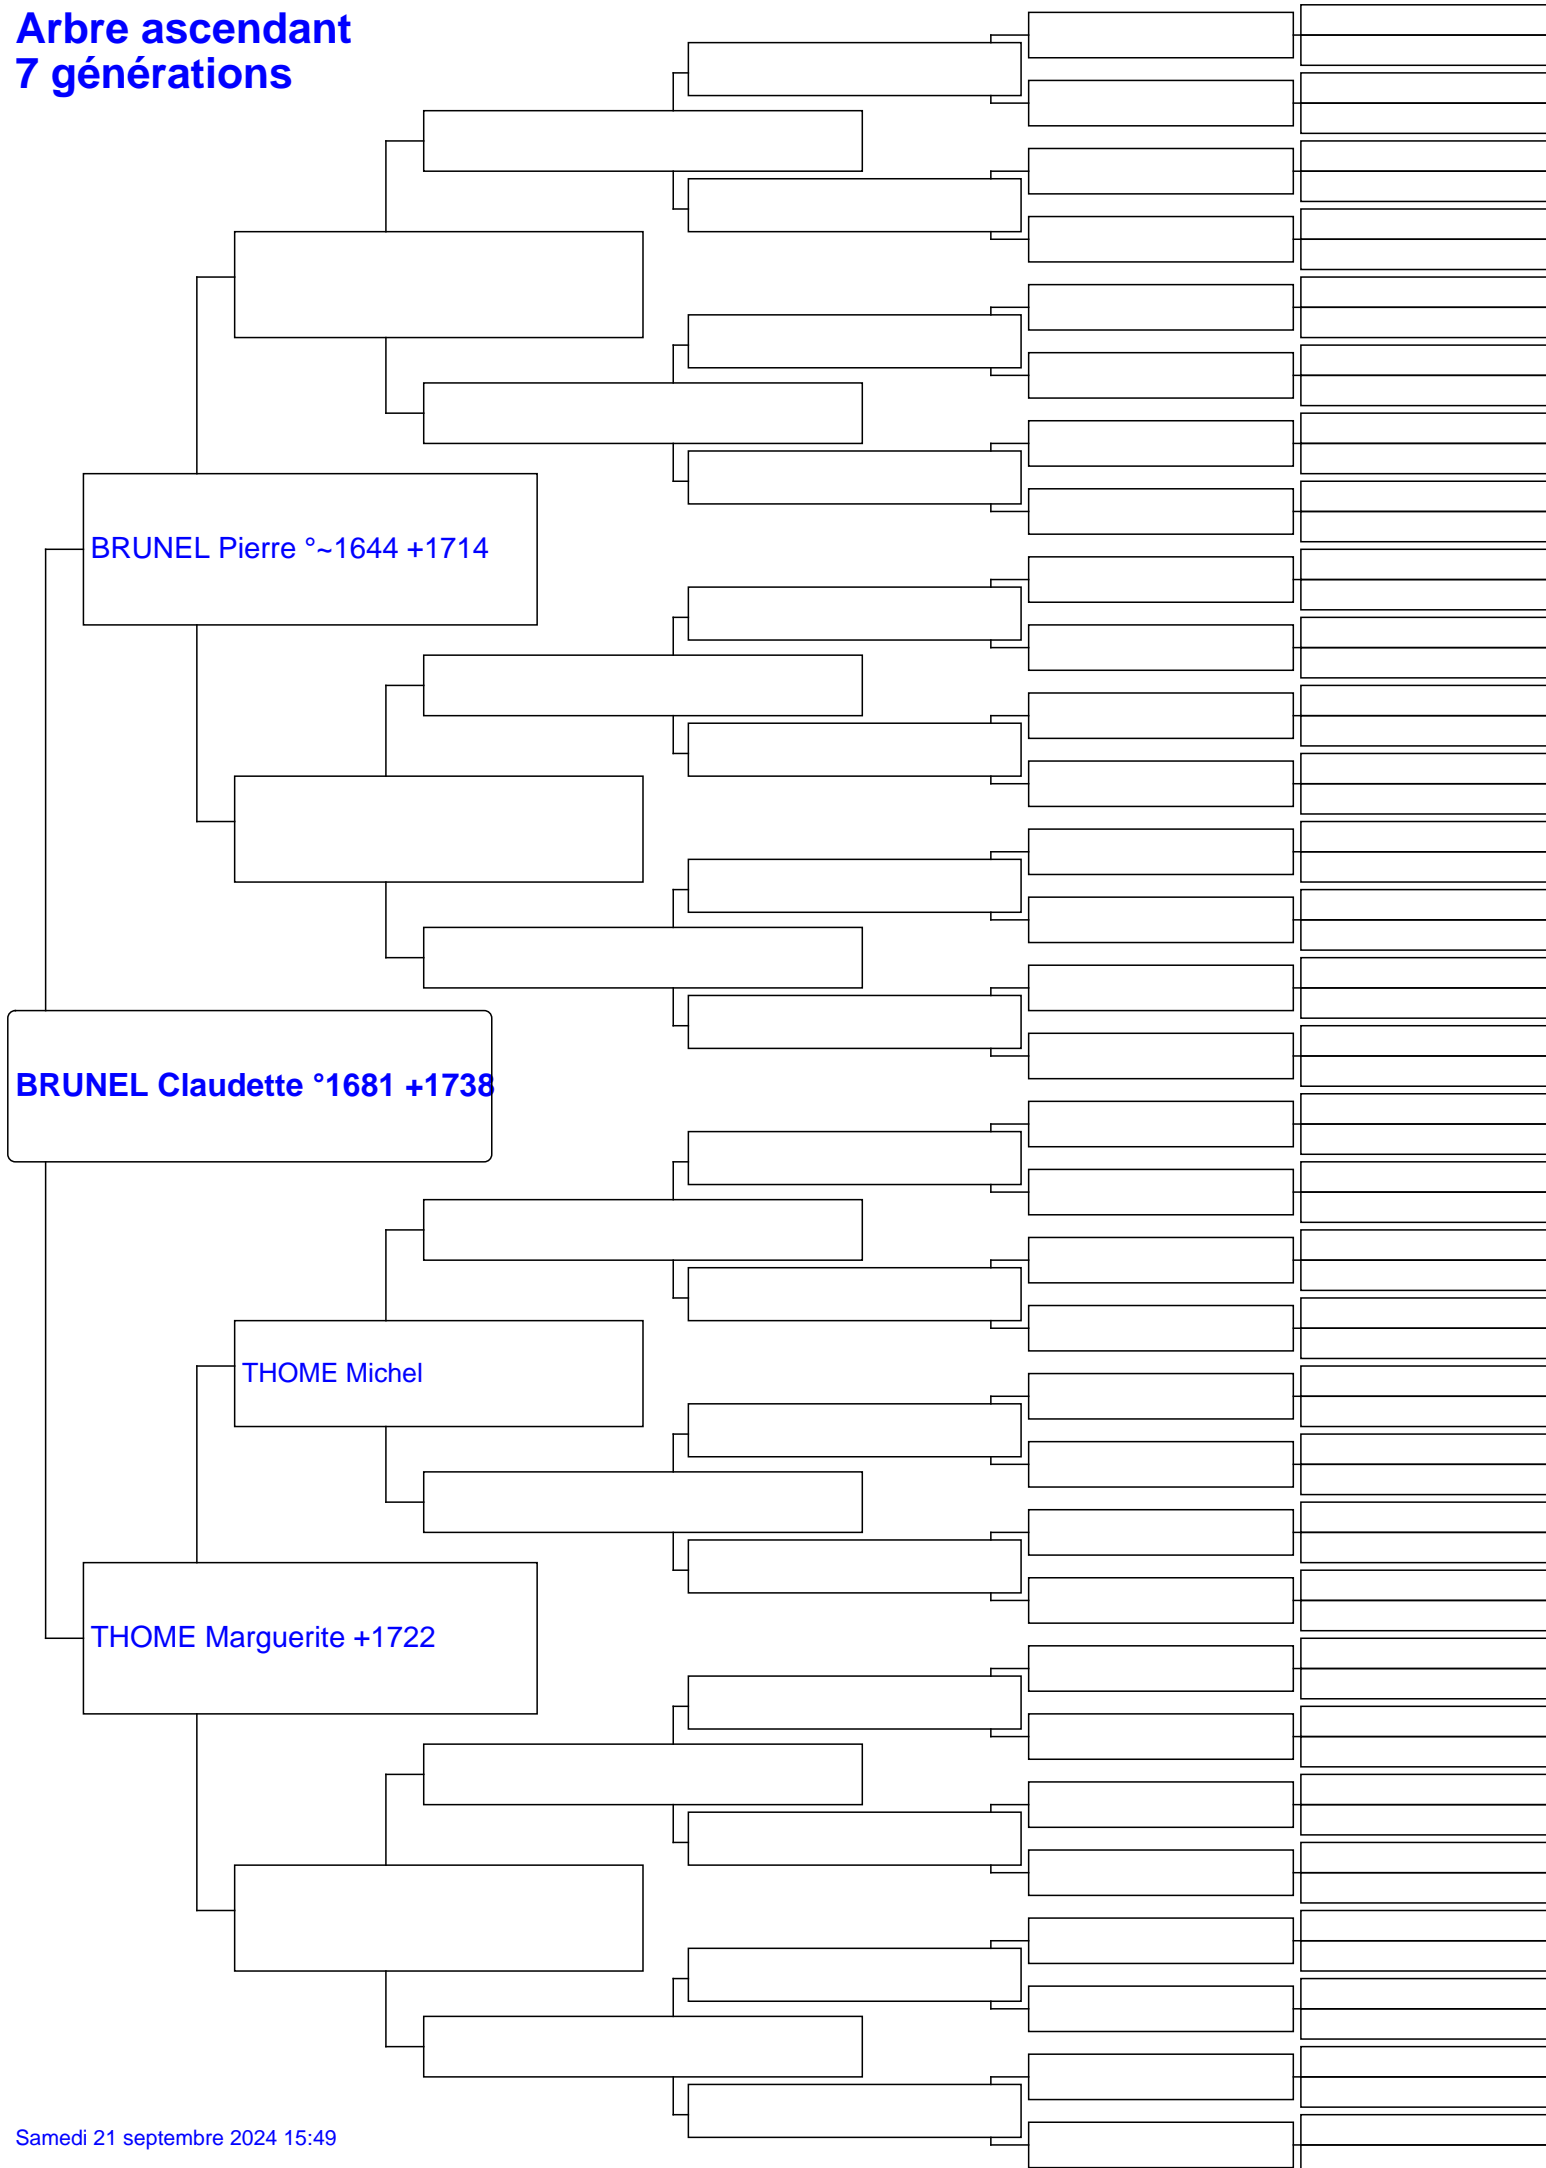 Arbre ascendant
7 générations
BRUNEL Pierre °~1644 +1714
BRUNEL Claudette °1681 +1738
THOME Michel
THOME Marguerite +1722
Samedi 21 septembre 2024 15:49